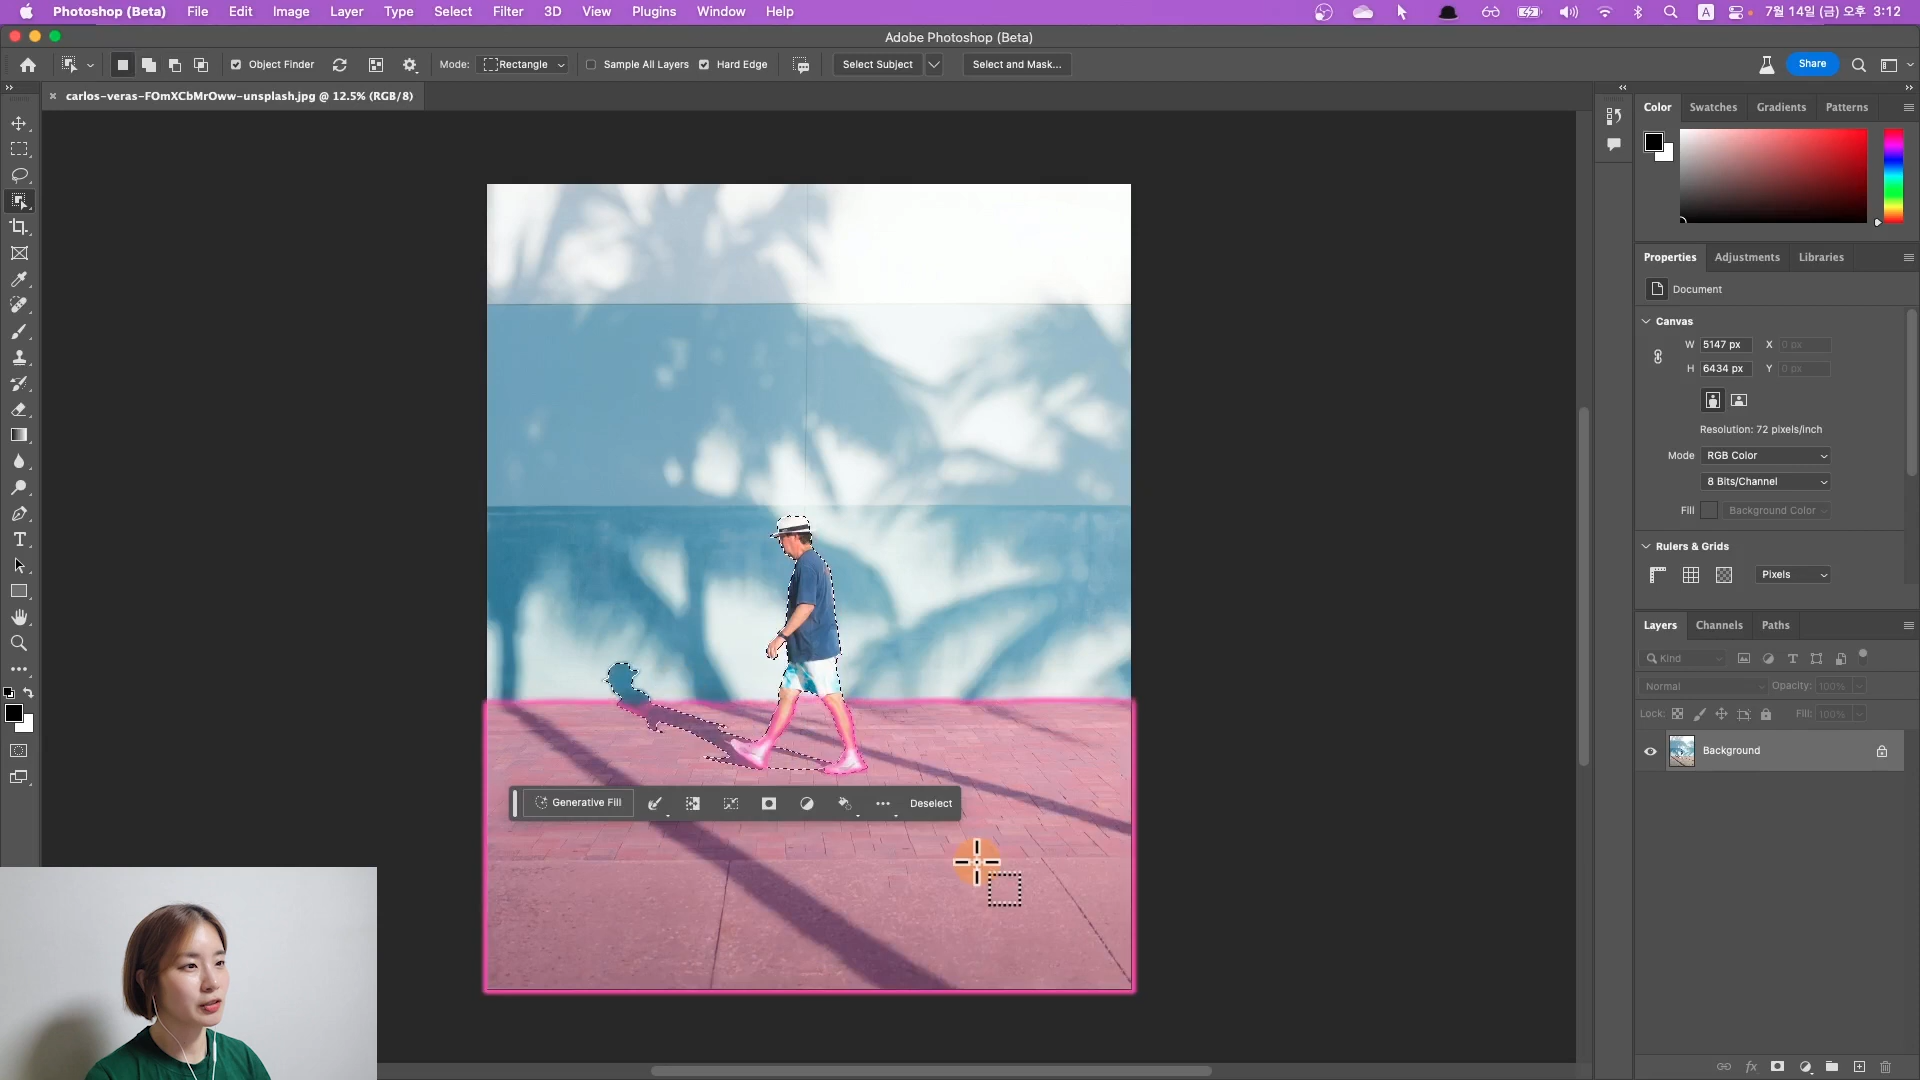 Photoshop (Beta) File Edit Image Layer Type Select Filter 3D View Plugins Window Help A 7월 14일 (금) 오후 3:12
Adobe Photoshop (Beta)
Object Finder Mode: Rectangle Sample All Layers Hard Edge Select Subject Select and Mask... Share
carlos-veras-FOmXCbMrOww-unsplash.jpg @ 12.5% (RGB/8)
Color Swatches Gradients Patterns
Properties Adjustments Libraries
Document
Canvas
W 5147 px X 0 px
H 6434 px Y 0 px
Resolution: 72 pixels/inch
Mode RGB Color
8 Bits/Channel
Fill Background Color
Rulers & Grids
Pixels
Layers Channels Paths
Kind
Normal Opacity: 100%
Lock: Fill: 100%
Background
Generative Fill Deselect
fx